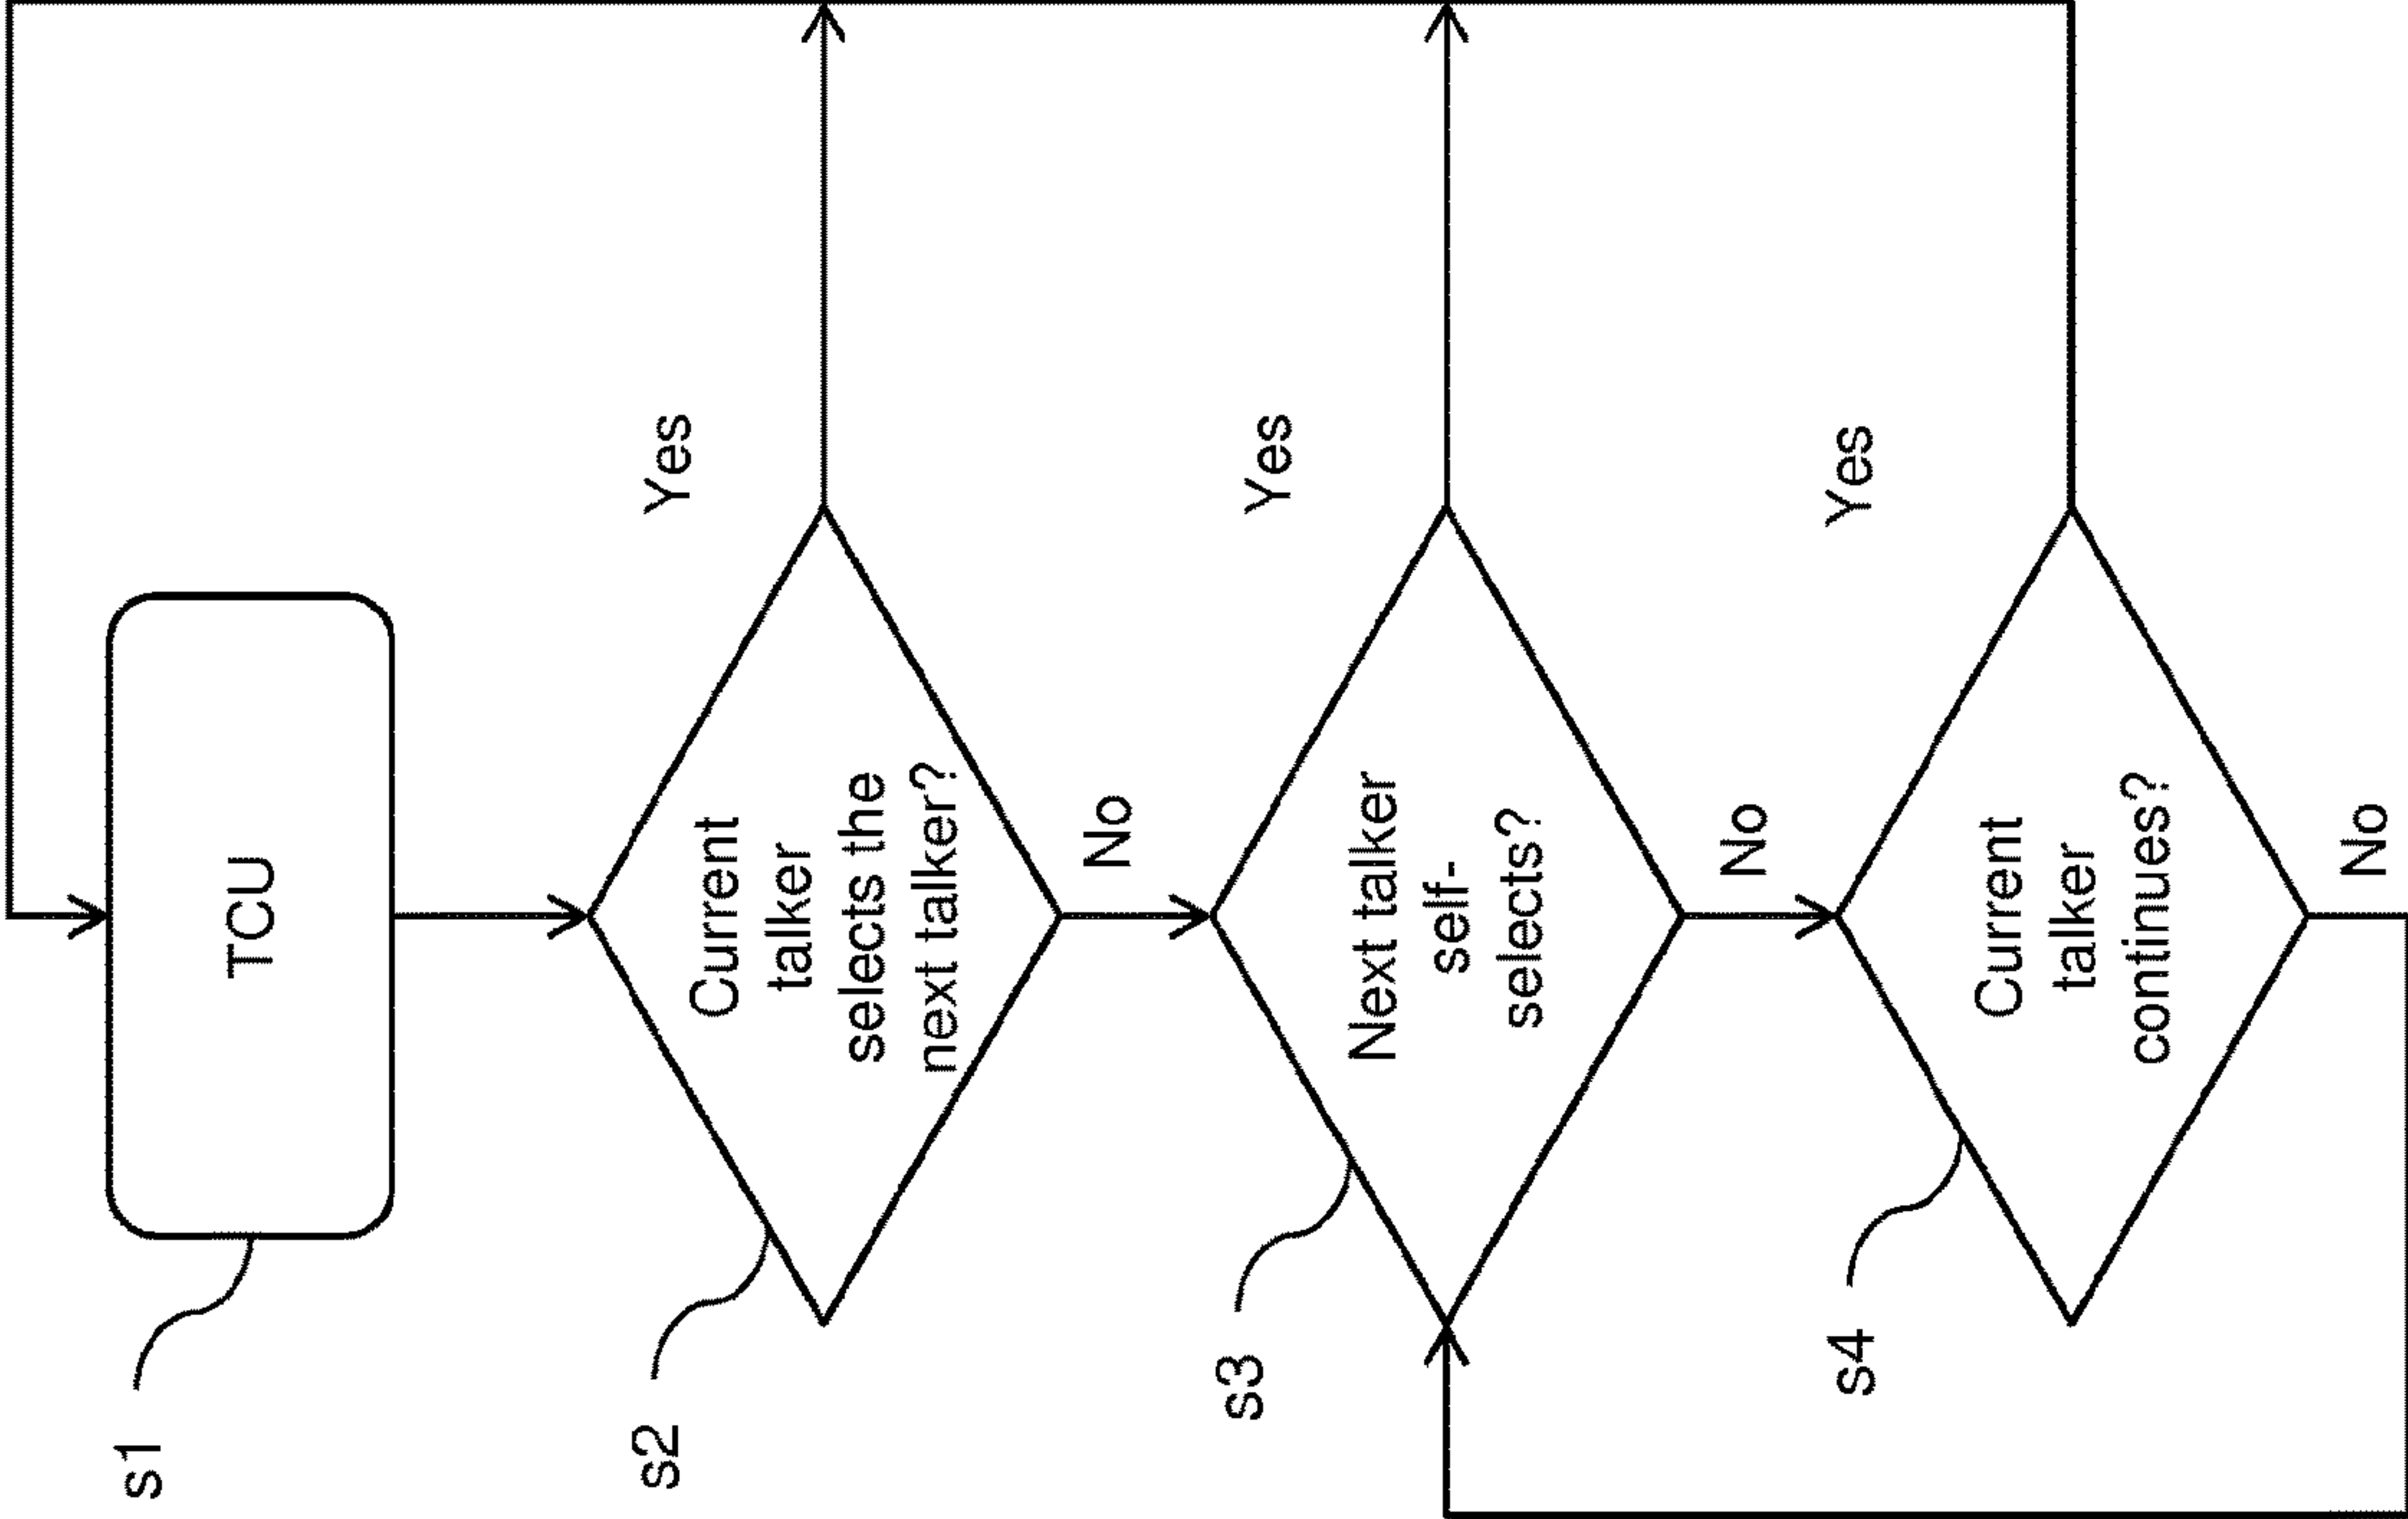 s1
TCU
s2
Current
talker
selects the
next talker?
Yes
No
s3
Next talker
self-
selects?
Yes
No
s4
Current
talker
continues?
Yes
No